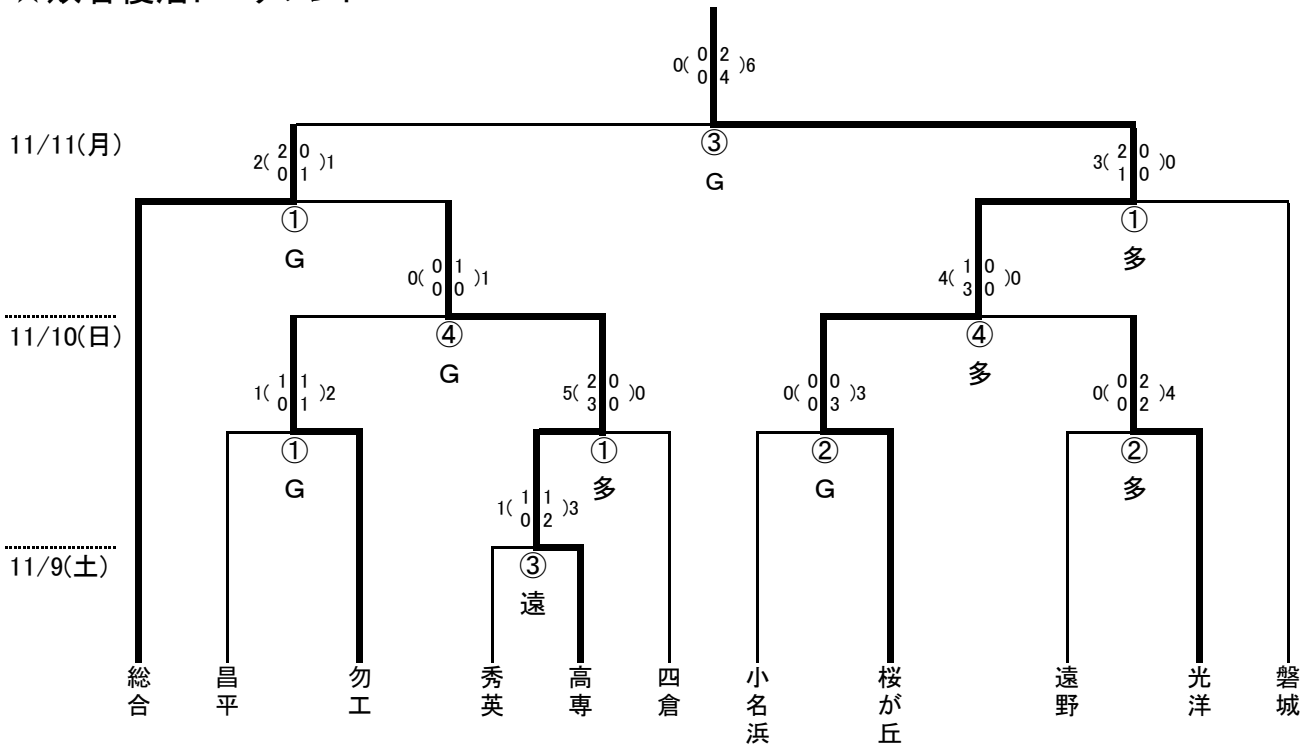 0( 0 2 )6
0 4
11/11(月)
③
G
2( 2 0 )1
0 1
3( 2 0 )0
1 0
①
G
①
多
0( 0 1 )1
0 0
4( 1 0 )0
3 0
11/10(日)
④
G
④
多
1( 1 1 )2
0 1
5( 2 0 )0
3 0
0( 0 0 )3
0 3
0( 0 2 )4
0 2
①
G
①
多
②
G
②
多
1( 1 1 )3
0 2
11/9(土)
③
遠
総合
昌平
勿工
秀英
高専
四倉
小名浜
桜が丘
遠野
光洋
磐城